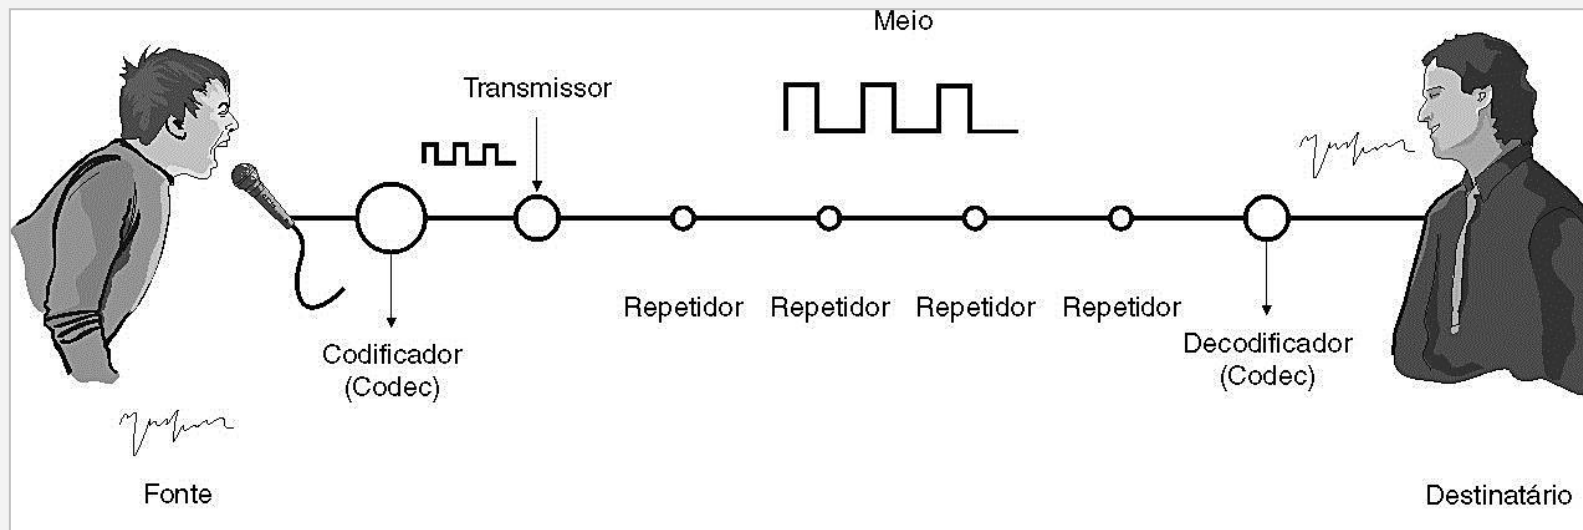 Meio
Transmissor
Repetidor Repetidor Repetidor Repetidor
Codificador
(Codec)
Decodificador
(Codec)
Fonte
Destinatário